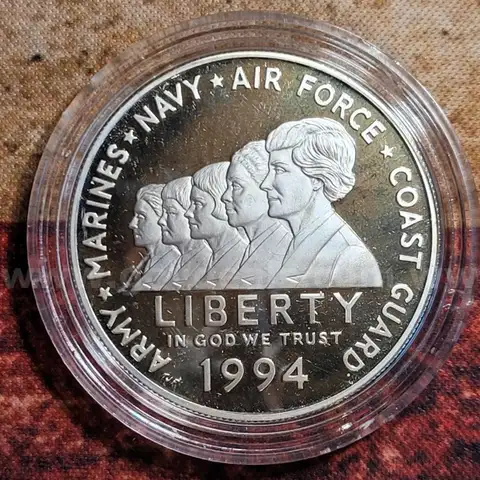 ARMY ★ MARINES ★ NAVY ★ AIR FORCE ★ COAST GUARD
LIBERTY
IN GOD WE TRUST
1994